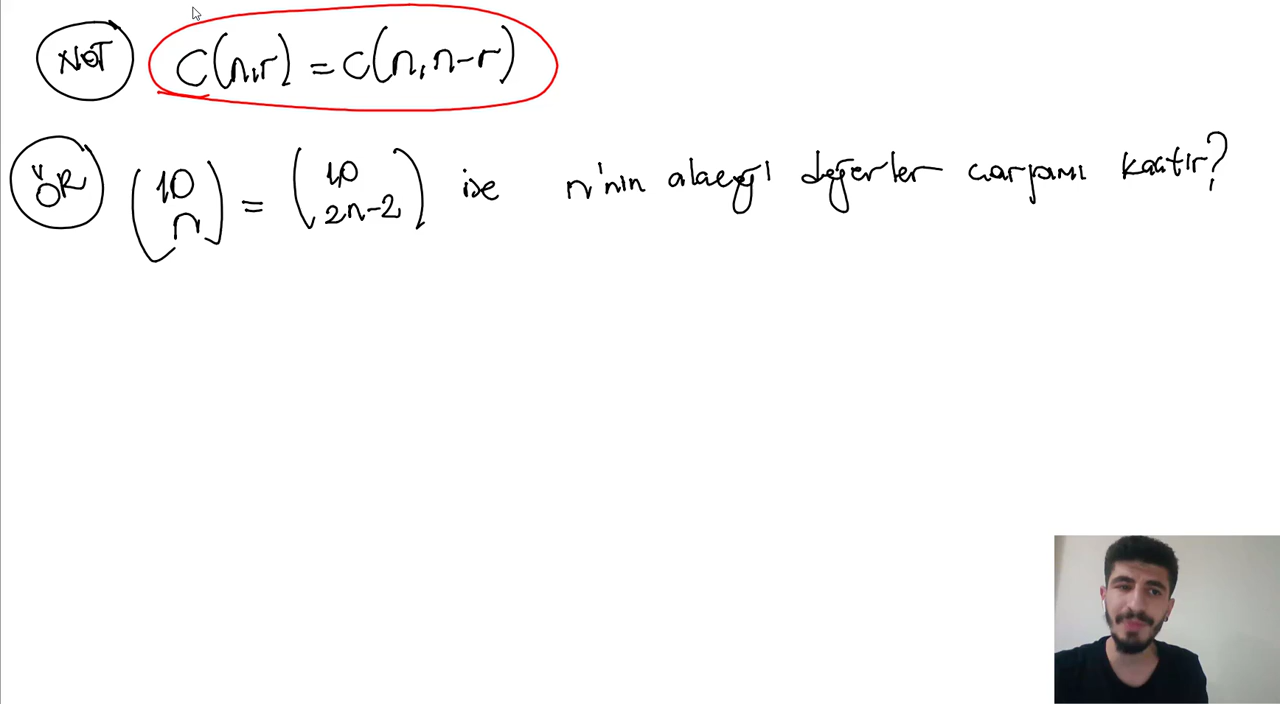 NOT C(n,r) = C(n,n-r)
ÖR (10 n) = (10 2n-2) ise n'nin alacağı değerler çarpımı kaçtır?